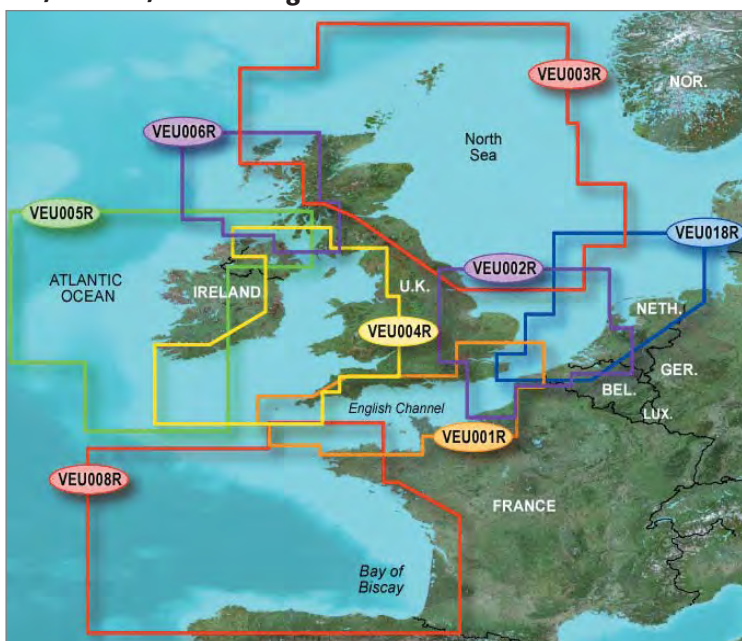 VEU003R
NOR.
VEU006R
North
Sea
VEU005R
VEU018R
VEU002R
ATLANTIC
OCEAN
IRELAND
U.K.
NETH.
VEU004R
GER.
BEL.
LUX.
English Channel
VEU001R
VEU008R
FRANCE
Bay of
Biscay